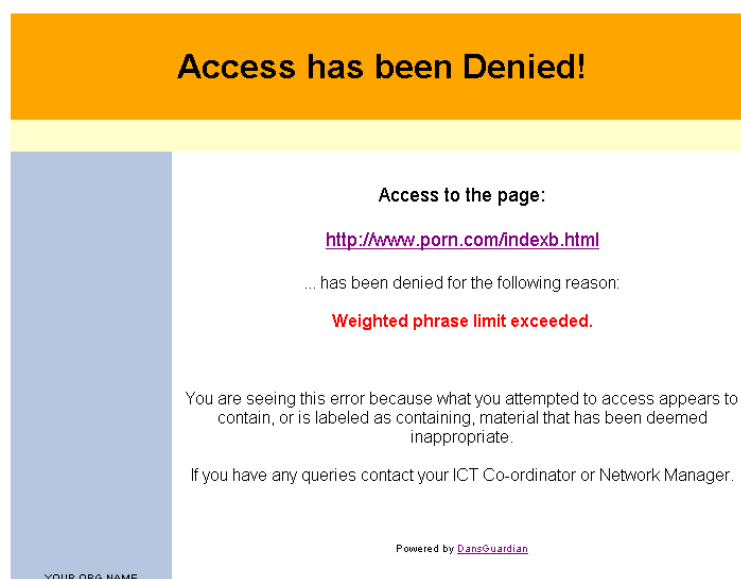 Access has been Denied!
Access to the page:
http://www.porn.com/indexb.html
... has been denied for the following reason:
Weighted phrase limit exceeded.
You are seeing this error because what you attempted to access appears to
contain, or is labeled as containing, material that has been deemed
inappropriate.
If you have any queries contact your ICT Co-ordinator or Network Manager.
Powered by DansGuardian
YOUR ORG NAME